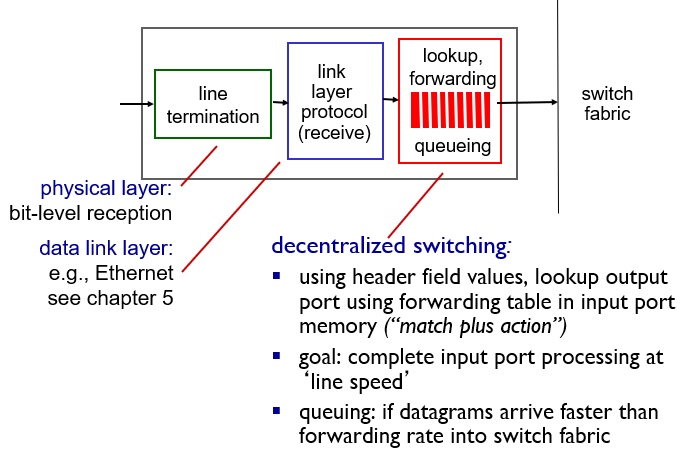 line
termination
link
layer
protocol
(receive)
lookup,
forwarding
queueing
switch
fabric
physical layer:
bit-level reception
data link layer:
e.g., Ethernet
see chapter 5
decentralized switching:
▪ using header field values, lookup output
port using forwarding table in input port
memory (“match plus action”)
▪ goal: complete input port processing at
‘line speed’
▪ queuing: if datagrams arrive faster than
forwarding rate into switch fabric